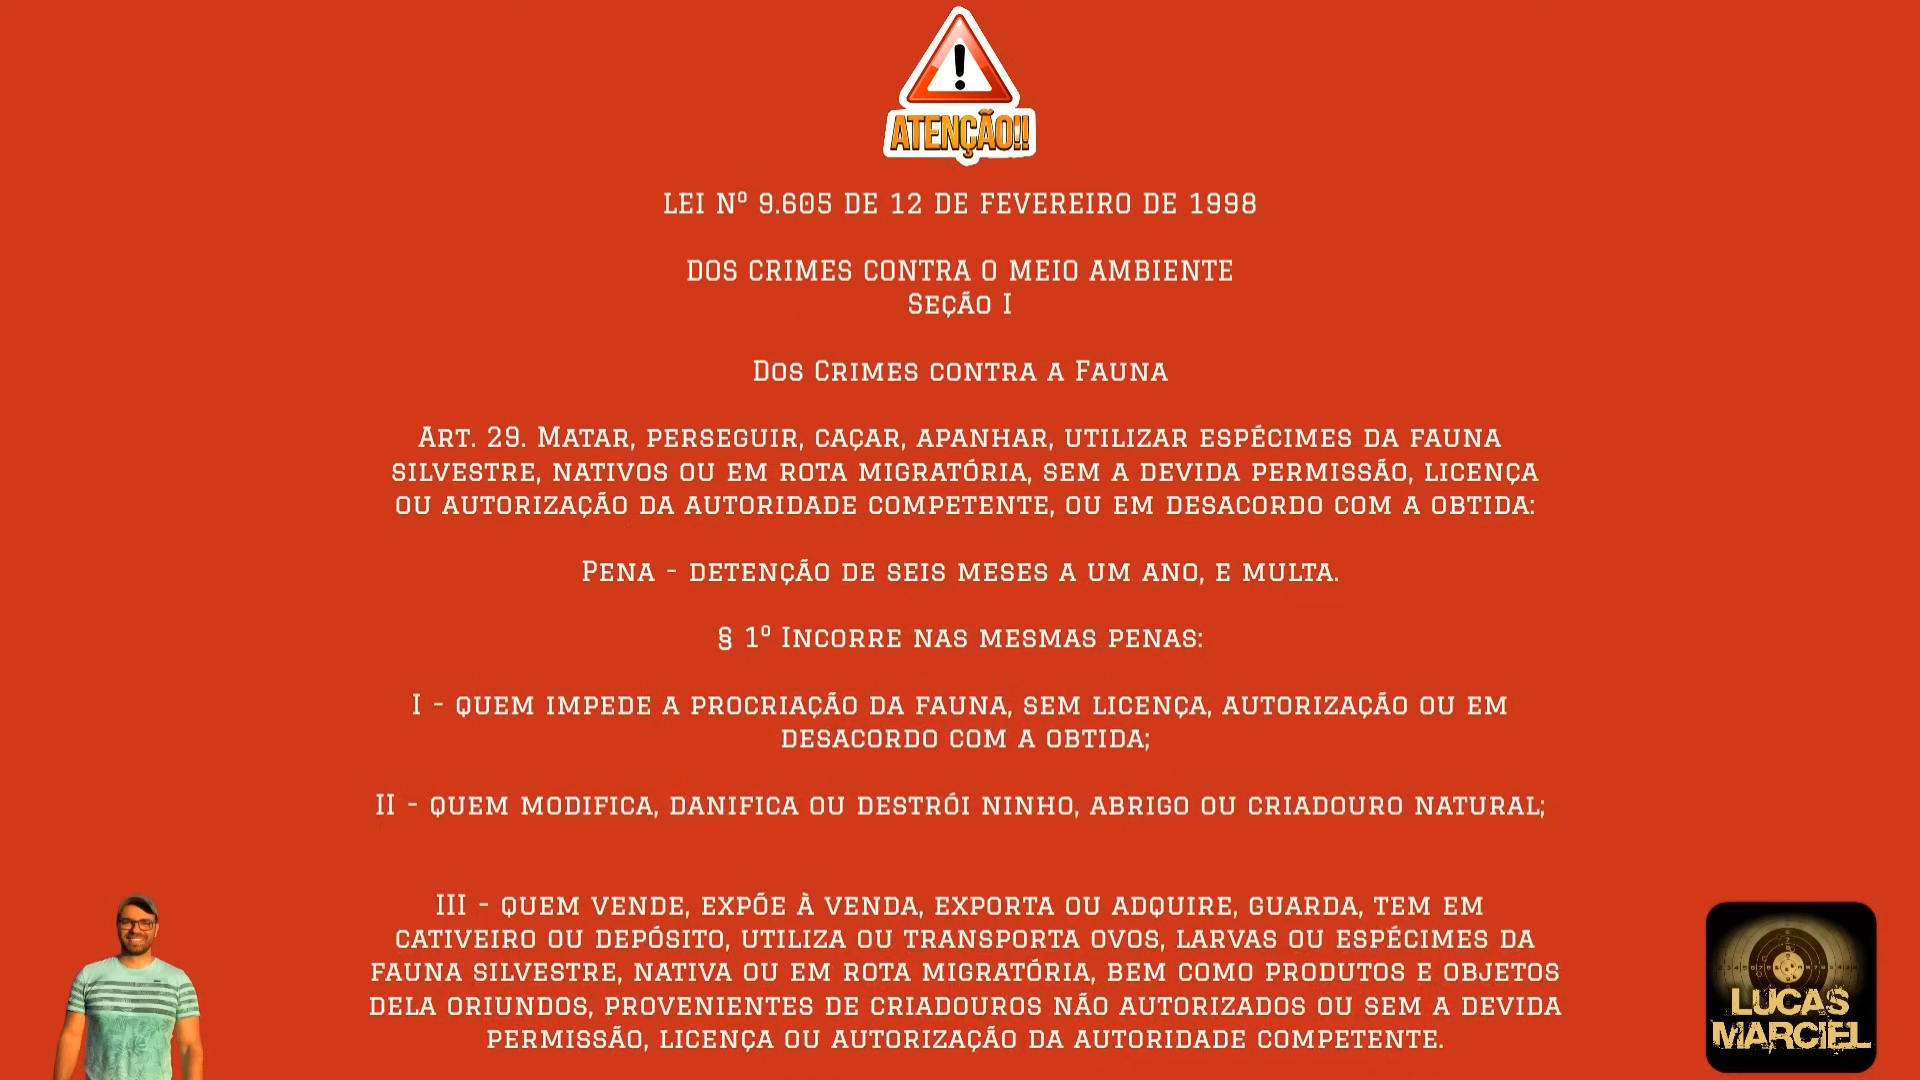 ATENÇÃO!!
LEI Nº 9.605 DE 12 DE FEVEREIRO DE 1998
DOS CRIMES CONTRA O MEIO AMBIENTE
Seção I
Dos Crimes contra a Fauna
Art. 29. Matar, perseguir, caçar, apanhar, utilizar espécimes da fauna
silvestre, nativos ou em rota migratória, sem a devida permissão, licença
ou autorização da autoridade competente, ou em desacordo com a obtida:
Pena - detenção de seis meses a um ano, e multa.
§ 1º Incorre nas mesmas penas:
I - quem impede a procriação da fauna, sem licença, autorização ou em
desacordo com a obtida;
II - quem modifica, danifica ou destrói ninho, abrigo ou criadouro natural;
III - quem vende, expõe à venda, exporta ou adquire, guarda, tem em
cativeiro ou depósito, utiliza ou transporta ovos, larvas ou espécimes da
fauna silvestre, nativa ou em rota migratória, bem como produtos e objetos
dela oriundos, provenientes de criadouros não autorizados ou sem a devida
permissão, licença ou autorização da autoridade competente.
LUCAS
MARCIEL